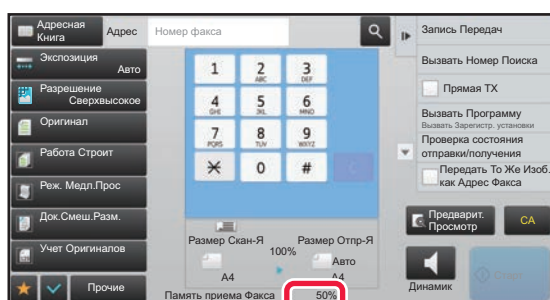 Адресная
Книга
Адрес
Номер факса
Экспозиция
Авто
Разрешение
Сверхвысокое
Оригинал
Работа Строит
Реж. Медл.Прос
Док.Смеш.Разм.
Учет Оригиналов
Прочие
1
2
ABC
3
DEF
4
GHI
5
JKL
6
MNO
7
PQRS
8
TUV
9
WXYZ
0
#
Размер Скан-Я
100%
Размер Отпр-Я
Авто
A4
A4
Память приема Факса
50%
Запись Передач
Вызвать Номер Поиска
Прямая TX
Вызвать Программу
Вызвать Зарегистр. установки
Проверка состояния
отправки/получения
Передать То Же Изоб.
как Адрес Факса
Предварит.
Просмотр
CA
Динамик
Старт